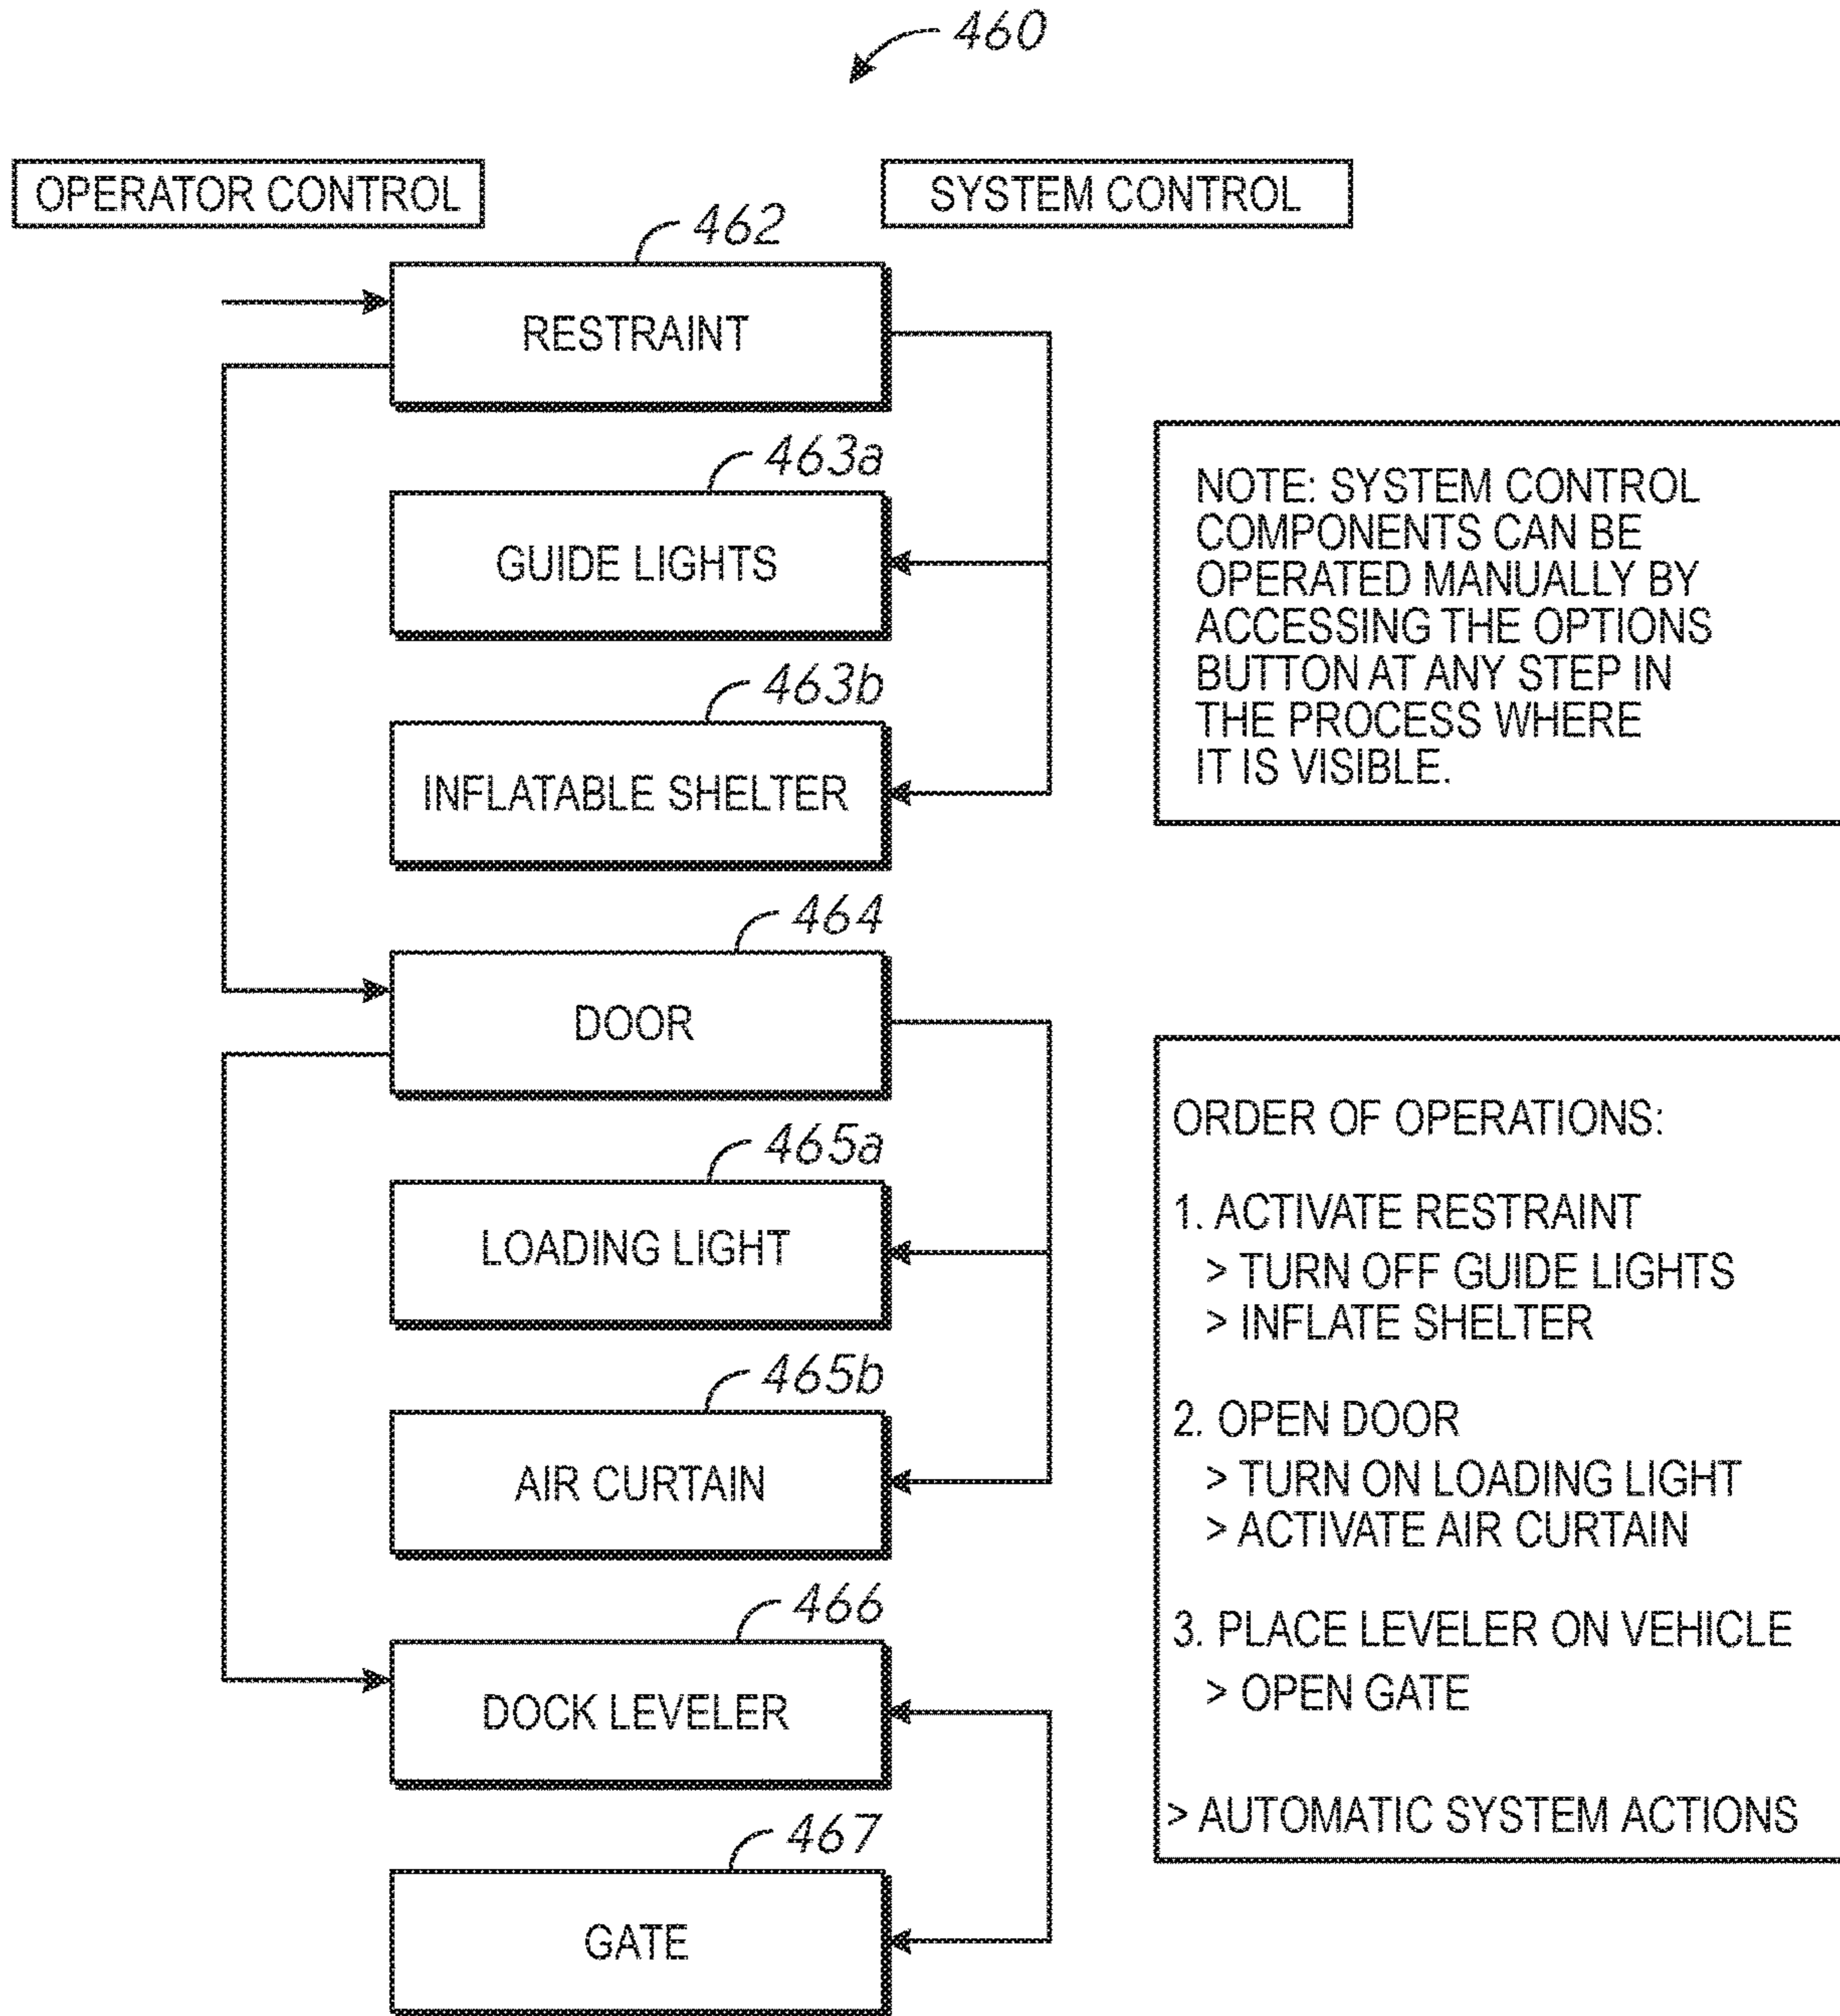 460
OPERATOR CONTROL
SYSTEM CONTROL
462
RESTRAINT
463a
GUIDE LIGHTS
463b
INFLATABLE SHELTER
464
DOOR
465a
LOADING LIGHT
465b
AIR CURTAIN
466
DOCK LEVELER
467
GATE
NOTE: SYSTEM CONTROL
COMPONENTS CAN BE
OPERATED MANUALLY BY
ACCESSING THE OPTIONS
BUTTON AT ANY STEP IN
THE PROCESS WHERE
IT IS VISIBLE.
ORDER OF OPERATIONS:
1. ACTIVATE RESTRAINT
> TURN OFF GUIDE LIGHTS
> INFLATE SHELTER
2. OPEN DOOR
> TURN ON LOADING LIGHT
> ACTIVATE AIR CURTAIN
3. PLACE LEVELER ON VEHICLE
> OPEN GATE
> AUTOMATIC SYSTEM ACTIONS